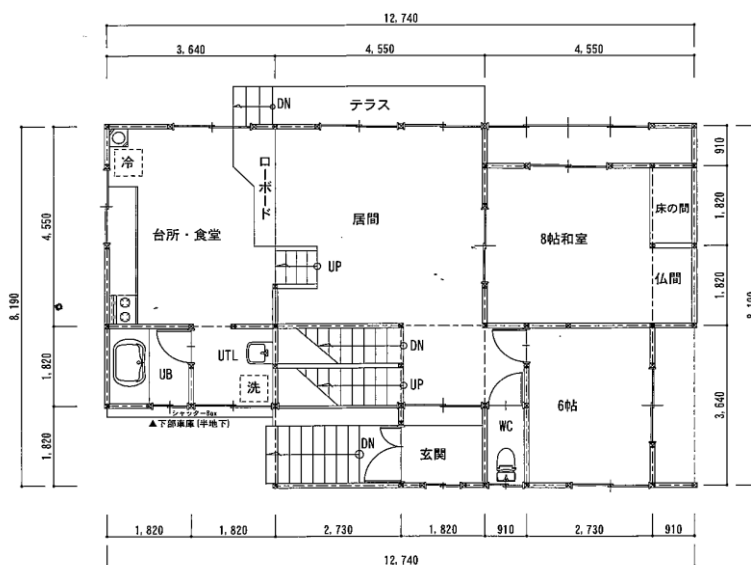 12,740
3,640
4,550
4,550
DN
テラス
冷
ローボード
910
1,820
床の間
4,550
台所・食堂
居間
8帖和室
UP
1,820
仏間
8,190
UTL
DN
UB
洗
UP
1,820
6帖
3,640
シャッターBox
▲下部車庫(半地下)
WC
DN
玄関
1,820
1,820
1,820
2,730
1,820
910
2,730
910
12,740